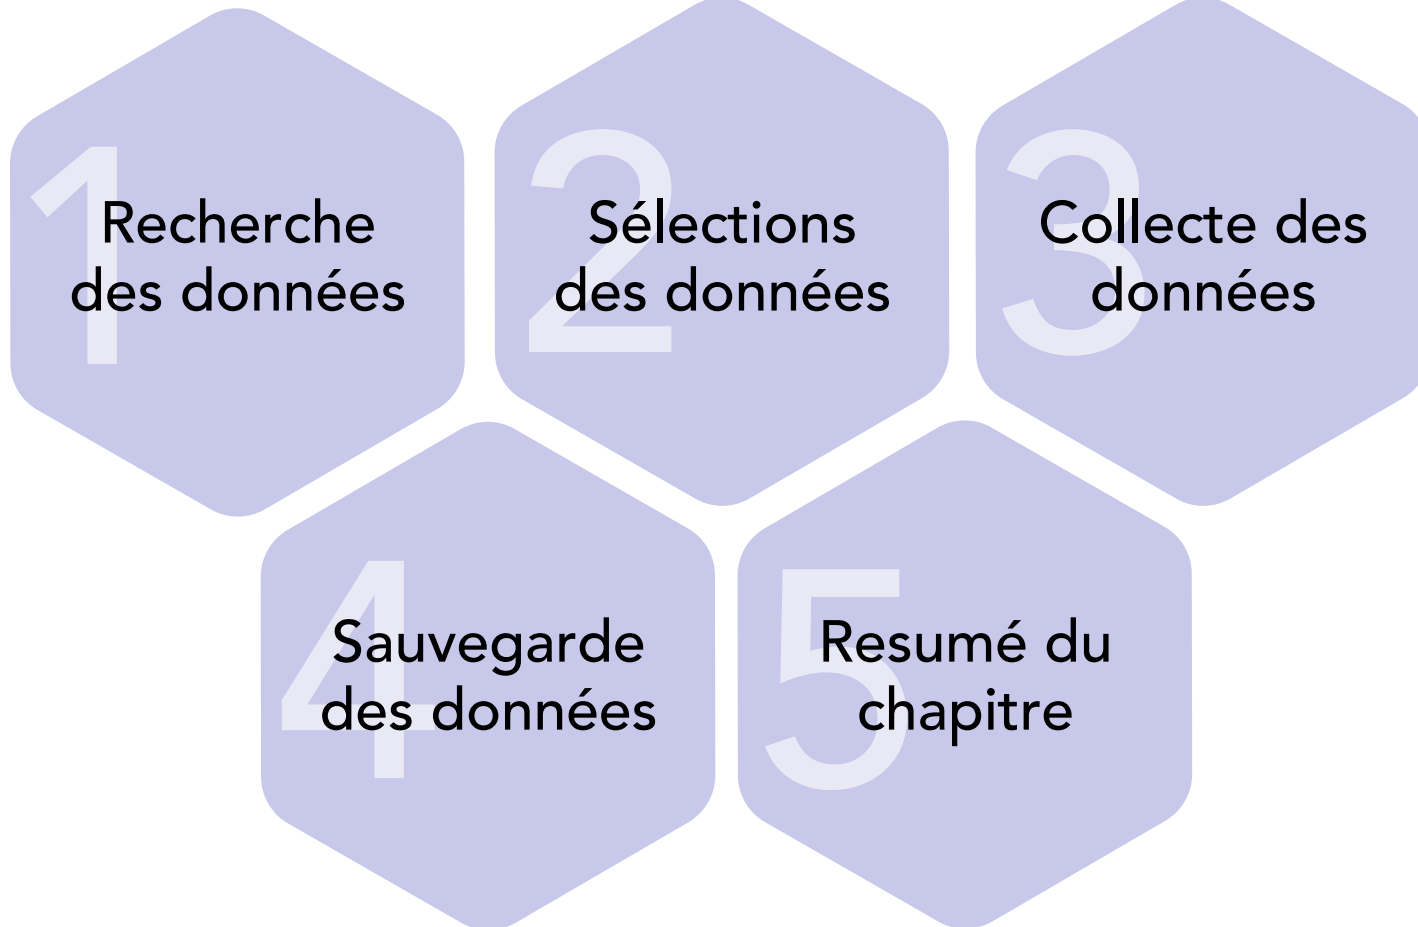 1
Recherche
des données
2
Sélections
des données
3
Collecte des
données
4
Sauvegarde
des données
5
Resumé du
chapitre